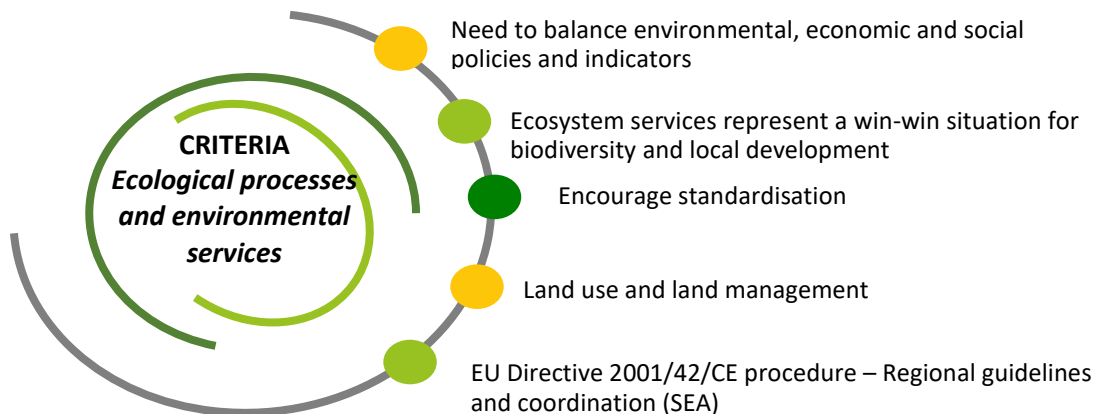 Need to balance environmental, economic and social
policies and indicators
Ecosystem services represent a win-win situation for
biodiversity and local development
CRITERIA
Ecological processes
and environmental
services
Encourage standardisation
Land use and land management
EU Directive 2001/42/CE procedure – Regional guidelines
and coordination (SEA)